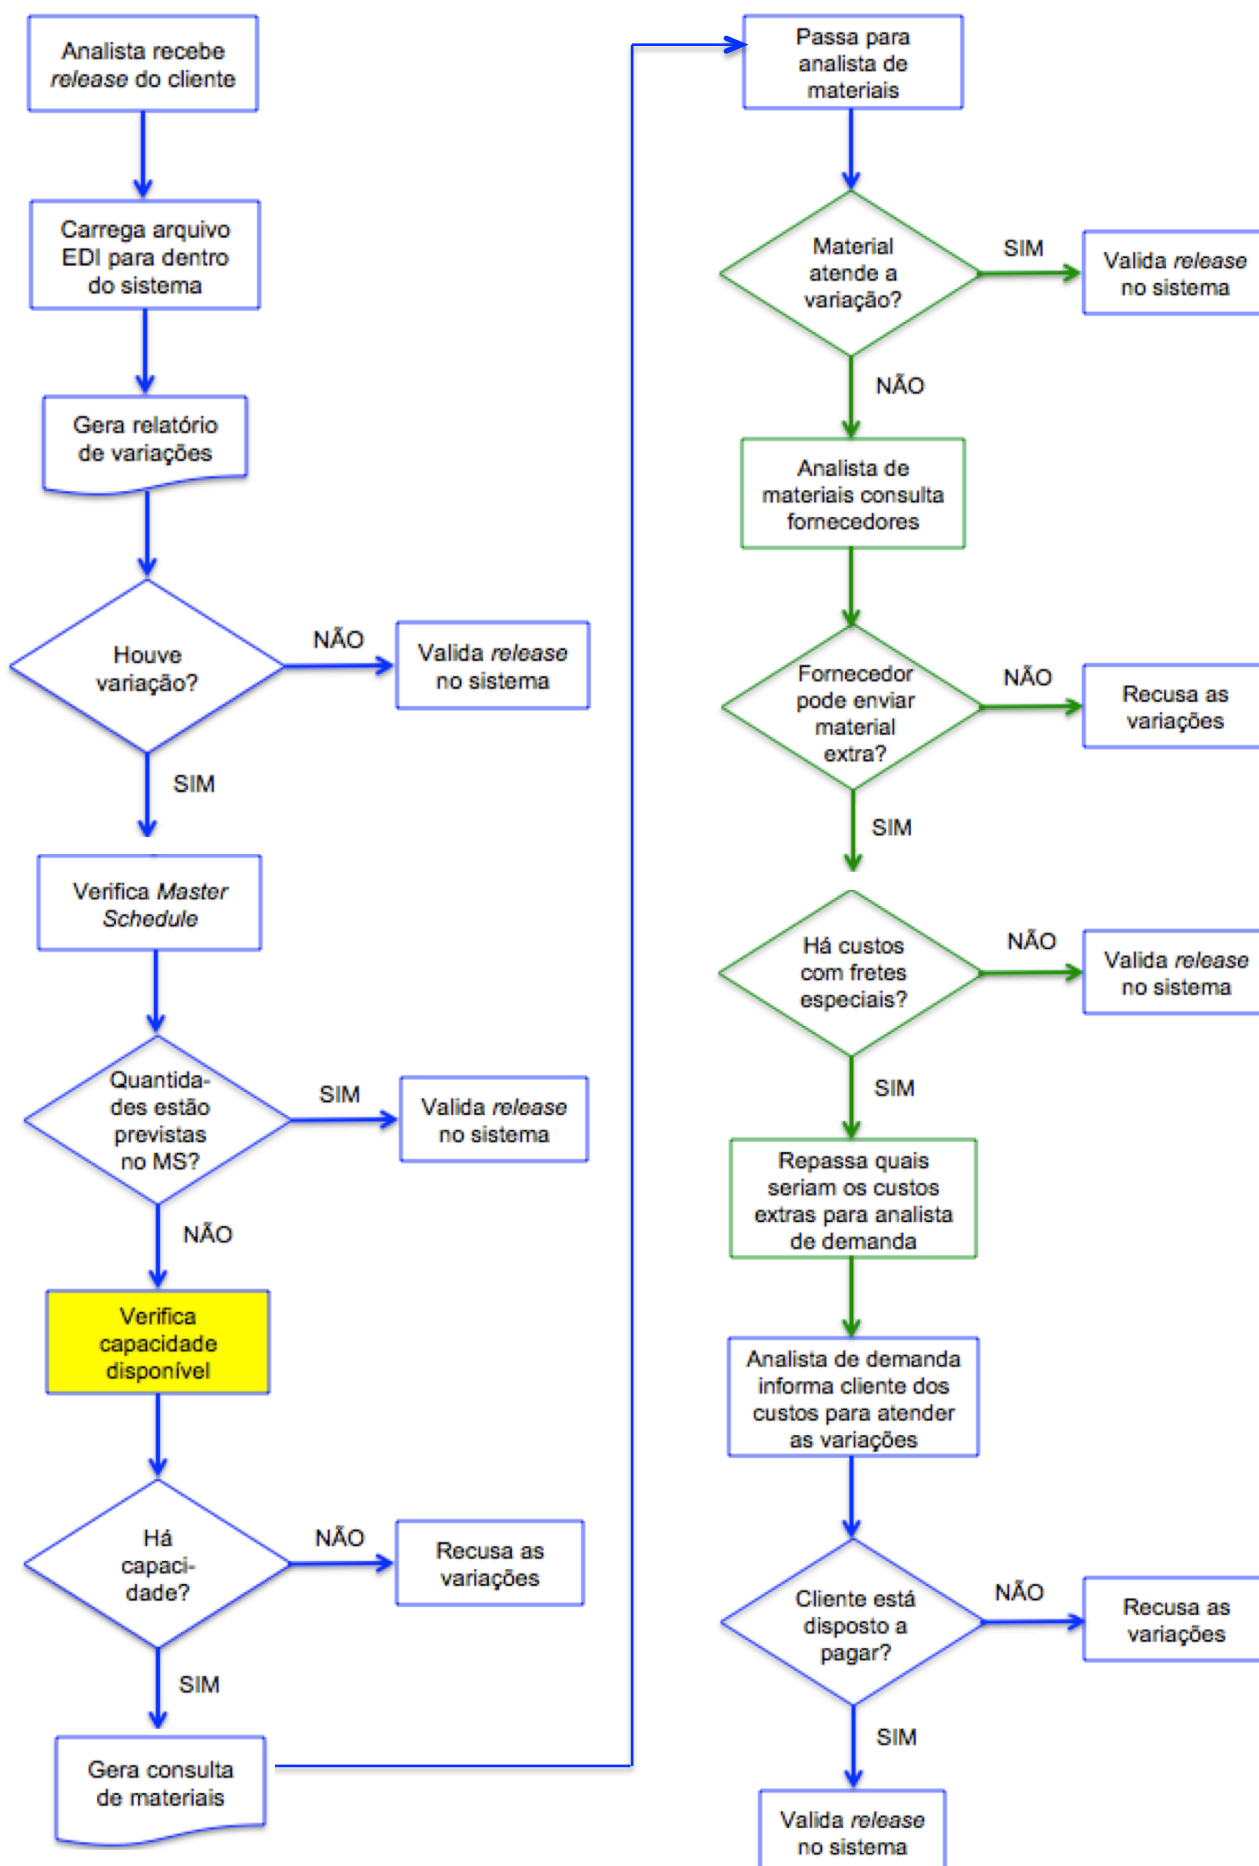 Analista recebe
release do cliente
Carrega arquivo
EDI para dentro
do sistema
Gera relatório
de variações
Houve
variação?
NÃO
Valida release
no sistema
SIM
Verifica Master
Schedule
Quantida-
des estão
previstas
no MS?
SIM
Valida release
no sistema
NÃO
Verifica
capacidade
disponível
Há
capaci-
dade?
NÃO
Recusa as
variações
SIM
Gera consulta
de materiais
Passa para
analista de
materiais
Material
atende a
variação?
SIM
Valida release
no sistema
NÃO
Analista de
materiais consulta
fornecedores
Fornecedor
pode enviar
material
extra?
NÃO
Recusa as
variações
SIM
Há custos
com fretes
especiais?
NÃO
Valida release
no sistema
SIM
Repassa quais
seriam os custos
extras para analista
de demanda
Analista de demanda
informa cliente dos
custos para atender
as variações
Cliente está
disposto a
pagar?
NÃO
Recusa as
variações
SIM
Valida release
no sistema